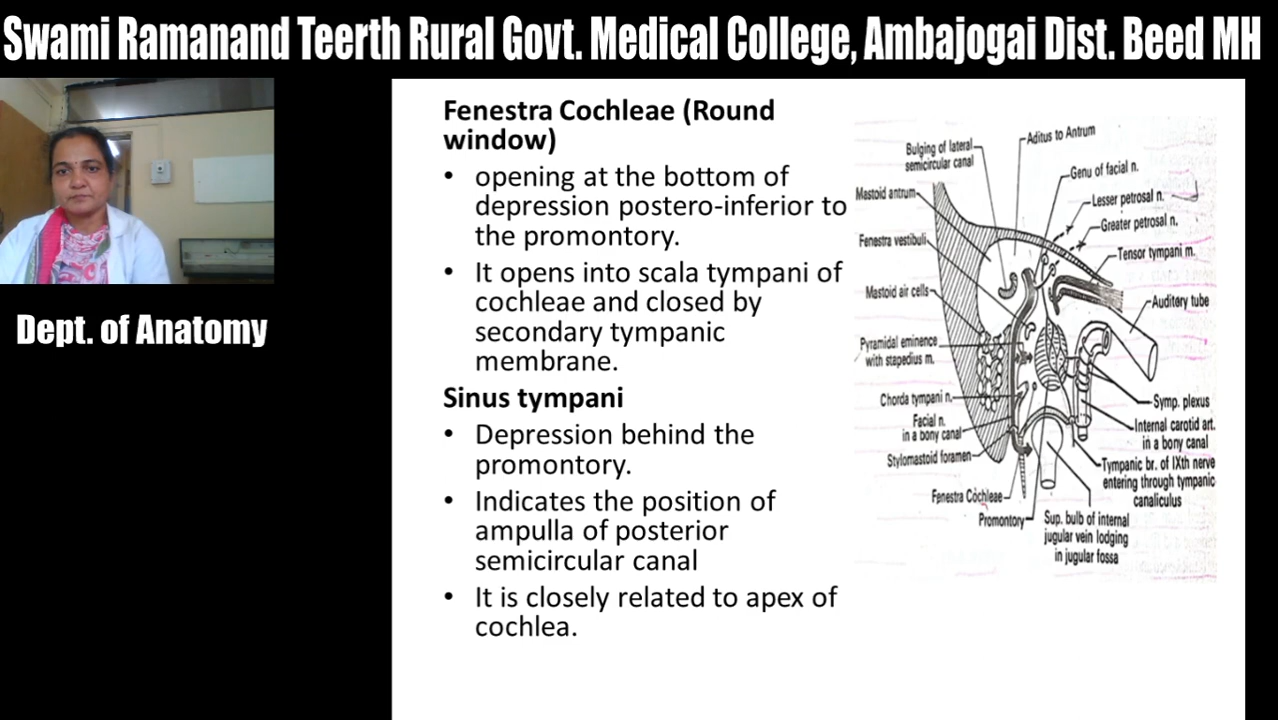 Swami Ramanand Teerth Rural Govt. Medical College, Ambajogai Dist. Beed MH
Dept. of Anatomy
Fenestra Cochleae (Round
window)
• opening at the bottom of
depression postero-inferior to
the promontory.
• It opens into scala tympani of
cochleae and closed by
secondary tympanic
membrane.
Sinus tympani
• Depression behind the
promontory.
• Indicates the position of
ampulla of posterior
semicircular canal
• It is closely related to apex of
cochlea.
Aditus to Antrum
Bulging of lateral
semicircular canal
Genu of facial n.
Mastoid antrum
Lesser petrosal n.
Greater petrosal n.
Fenestra vestibuli
Tensor tympani m.
Mastoid air cells
Auditory tube
Pyramidal eminence
with stapedius m.
Chorda tympani n.
Symp. plexus
Facial n.
in a bony canal
Internal carotid art.
in a bony canal
Stylomastoid foramen
Tympanic br. of IXth nerve
entering through tympanic
canaliculus
Fenestra Cochleae
Promontory
Sup. bulb of internal
jugular vein lodging
in jugular fossa